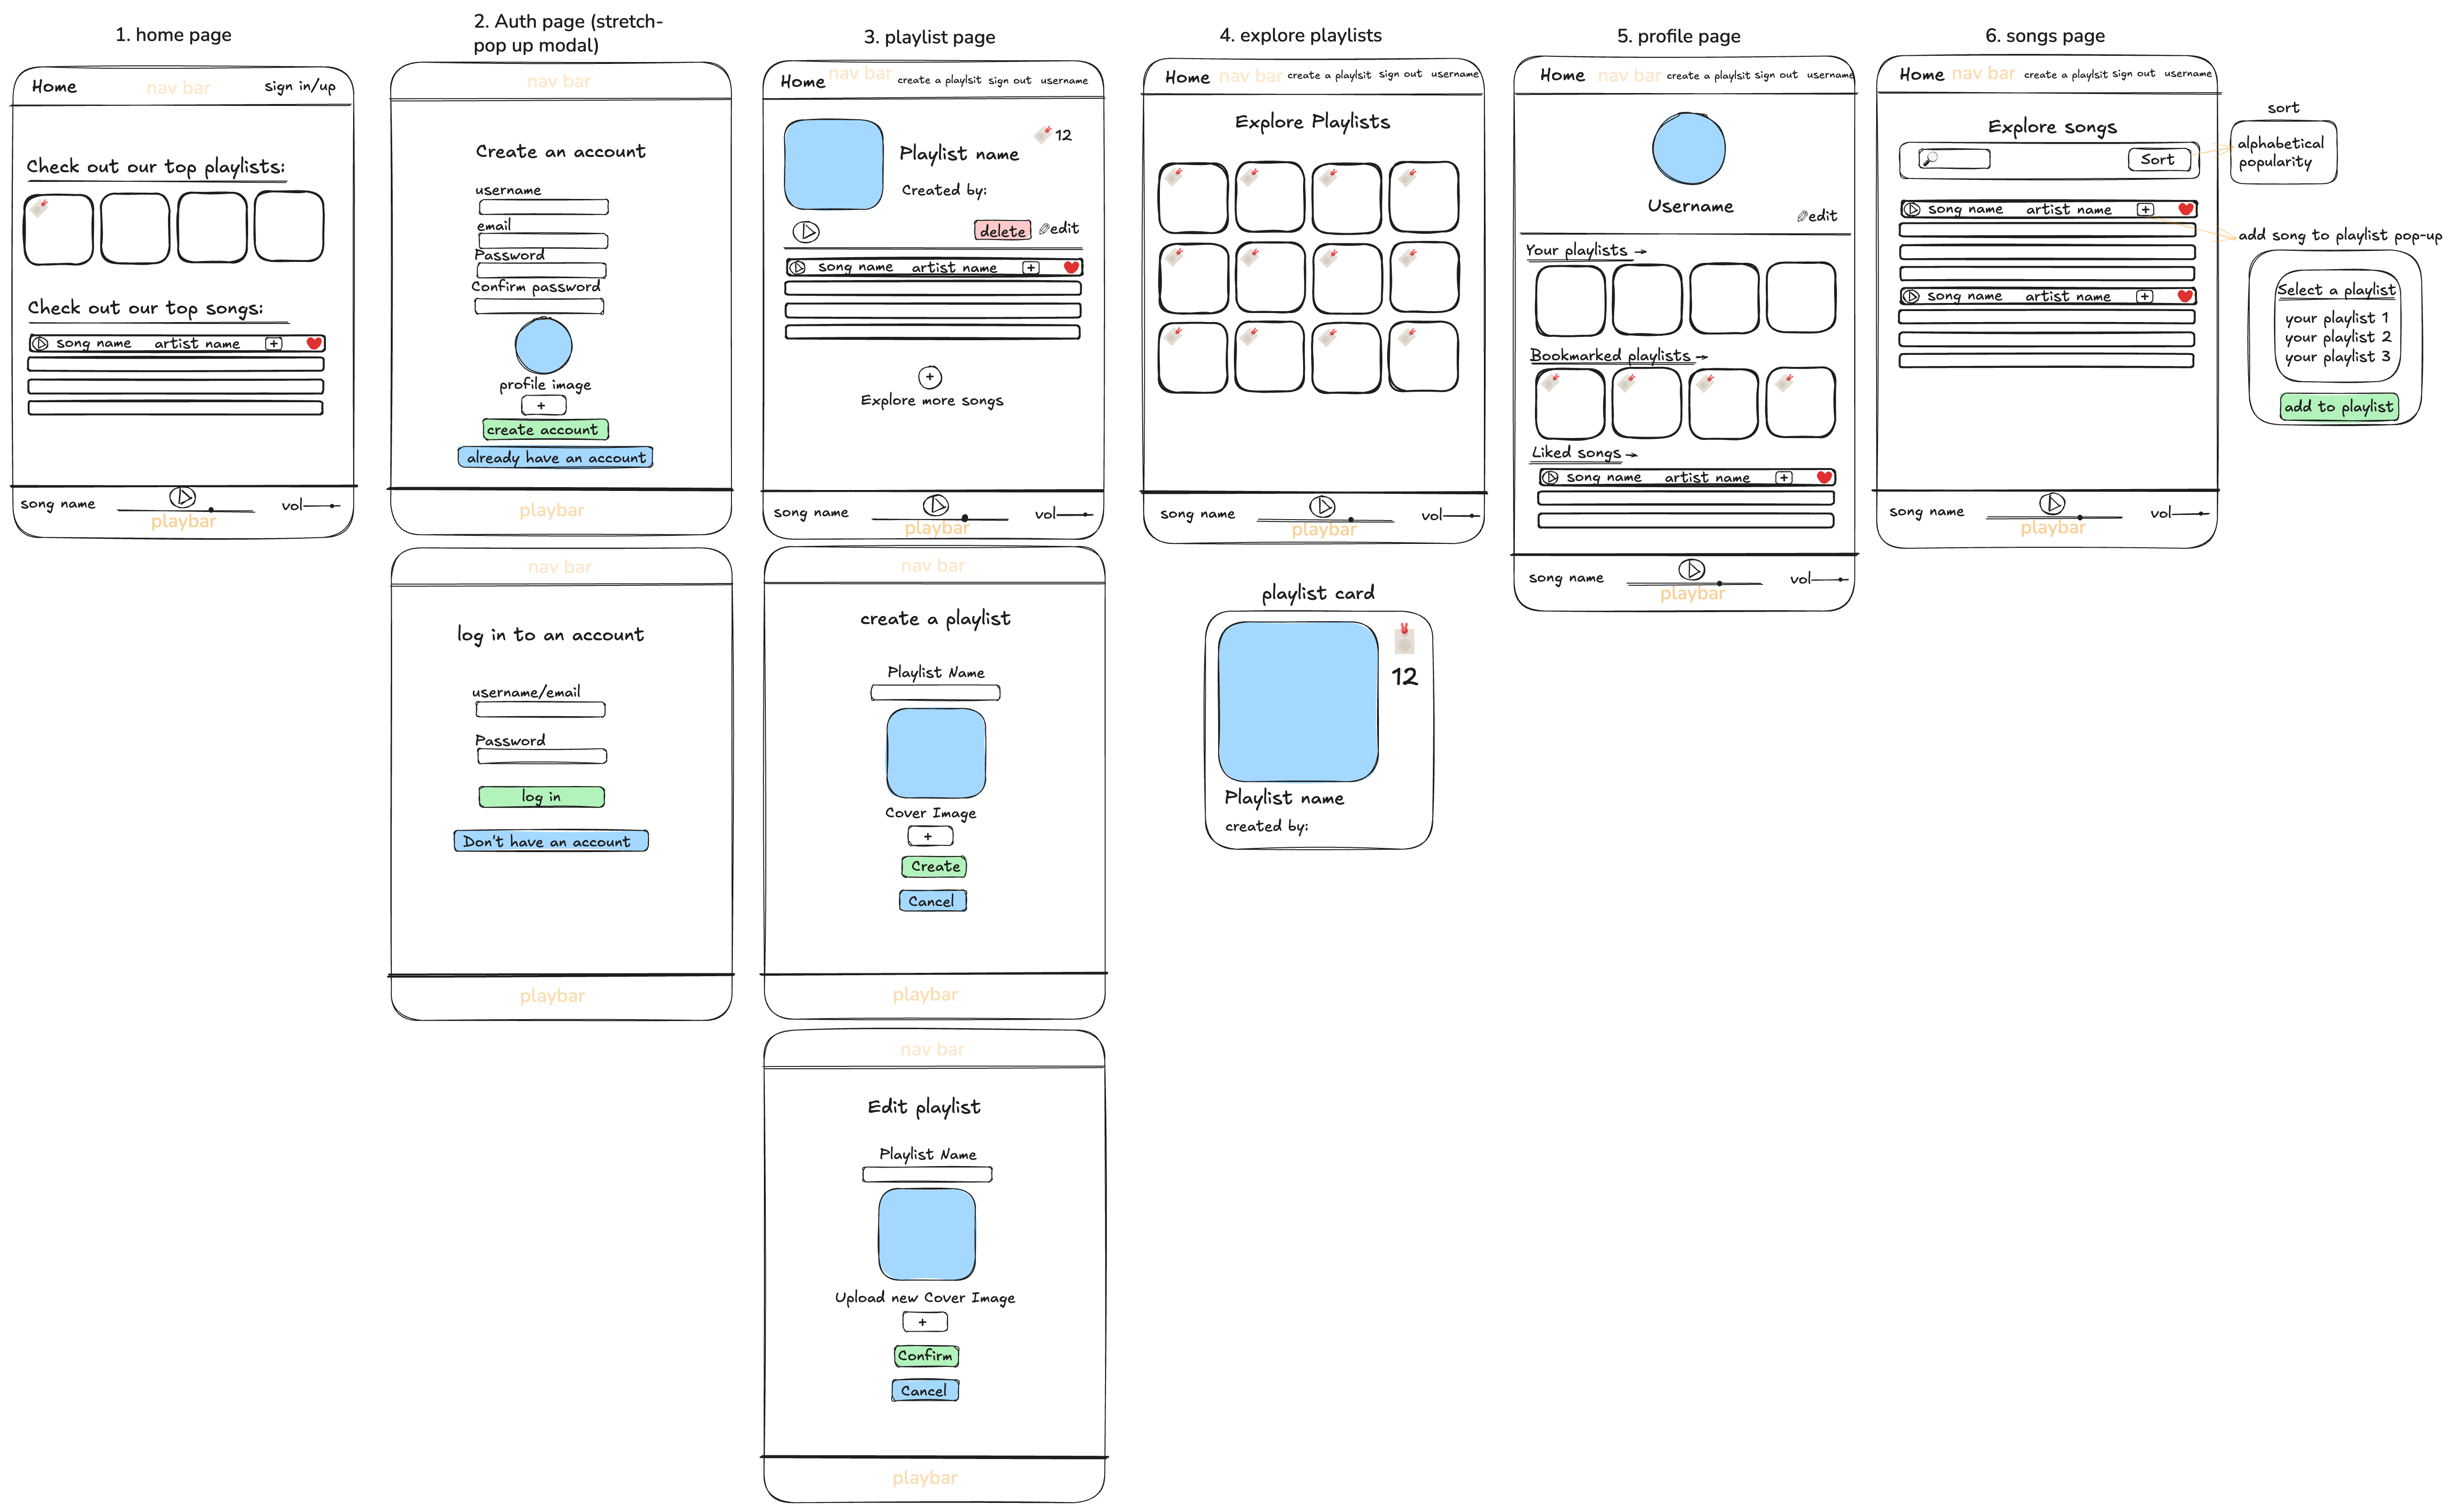 1. home page
Home nav bar sign in/up
Check out our top playlists:
Check out our top songs:
song name artist name +
song name vol
playbar
2. Auth page (stretch-
pop up modal)
nav bar
Create an account
username
email
Password
Confirm password
profile image
+
create account
already have an account
playbar
nav bar
log in to an account
username/email
Password
log in
Don't have an account
playbar
3. playlist page
Home nav bar create a playlsit sign out username
12
Playlist name
Created by:
delete edit
song name artist name +
+
Explore more songs
song name vol
playbar
nav bar
create a playlist
Playlist Name
Cover Image
+
Create
Cancel
playbar
nav bar
Edit playlist
Playlist Name
Upload new Cover Image
+
Confirm
Cancel
playbar
4. explore playlists
Home nav bar create a playlsit sign out username
Explore Playlists
song name vol
playbar
playlist card
12
Playlist name
created by:
5. profile page
Home nav bar create a playlsit sign out username
Username
edit
Your playlists →
Bookmarked playlists →
Liked songs →
song name artist name +
song name vol
playbar
6. songs page
Home nav bar create a playlsit sign out username
Explore songs
Sort
song name artist name +
song name artist name +
song name vol
playbar
sort
alphabetical
popularity
add song to playlist pop-up
Select a playlist
your playlist 1
your playlist 2
your playlist 3
add to playlist